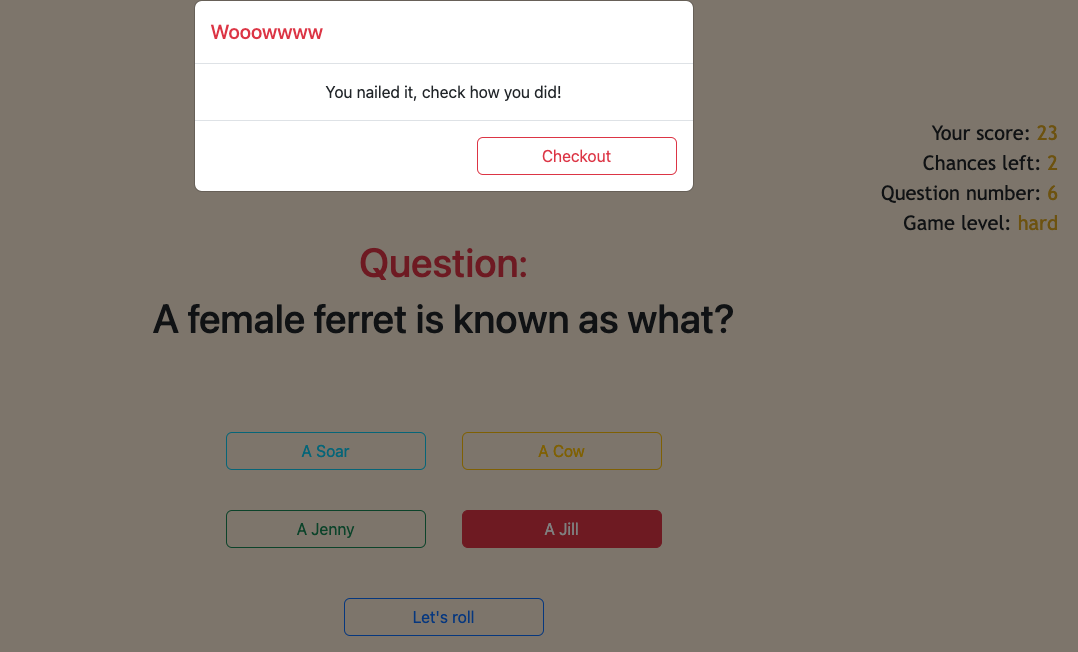 Wooowwww
You nailed it, check how you did!
Checkout
Your score: 23
Chances left: 2
Question number: 6
Game level: hard
Question:
A female ferret is known as what?
A Soar
A Cow
A Jenny
A Jill
Let's roll